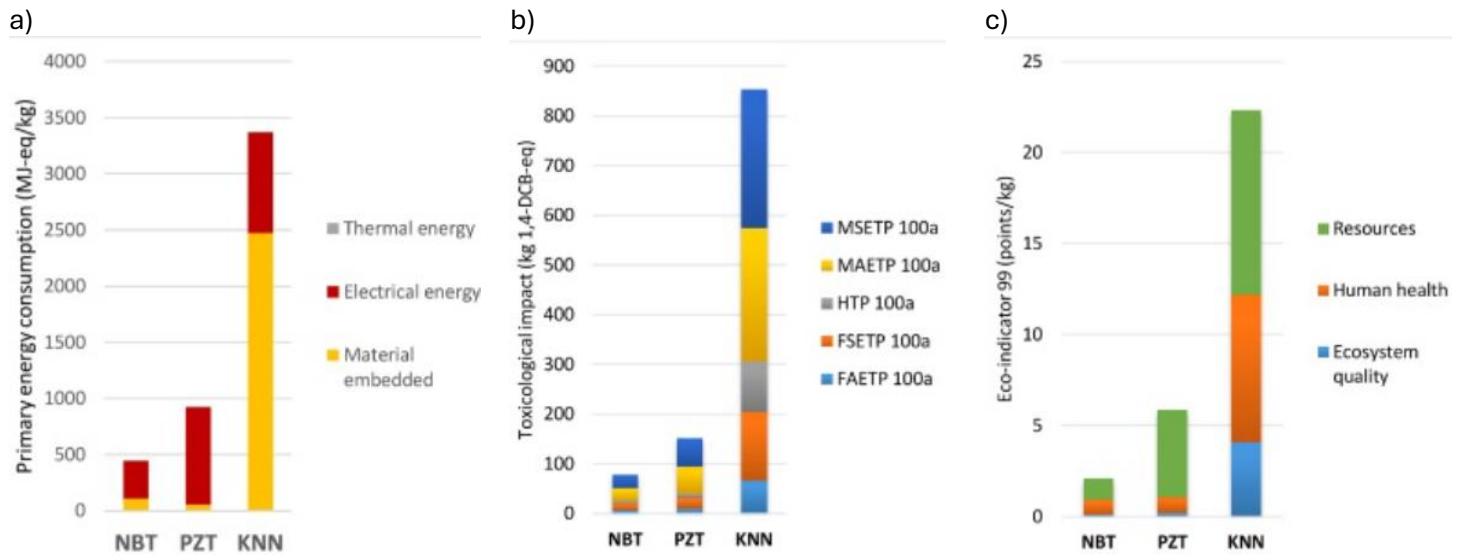 a)
Primary energy consumption (MJ-eq/kg)
4000
3500
3000
2500
2000
1500
1000
500
0
NBT PZT KNN
Thermal energy
Electrical energy
Material
embedded
b)
Toxicological impact (kg 1,4-DCB-eq)
900
800
700
600
500
400
300
200
100
0
NBT PZT KNN
MSETP 100a
MAETP 100a
HTP 100a
FSETP 100a
FAETP 100a
c)
Eco-indicator 99 (points/kg)
25
20
15
10
5
0
NBT PZT KNN
Resources
Human health
Ecosystem
quality